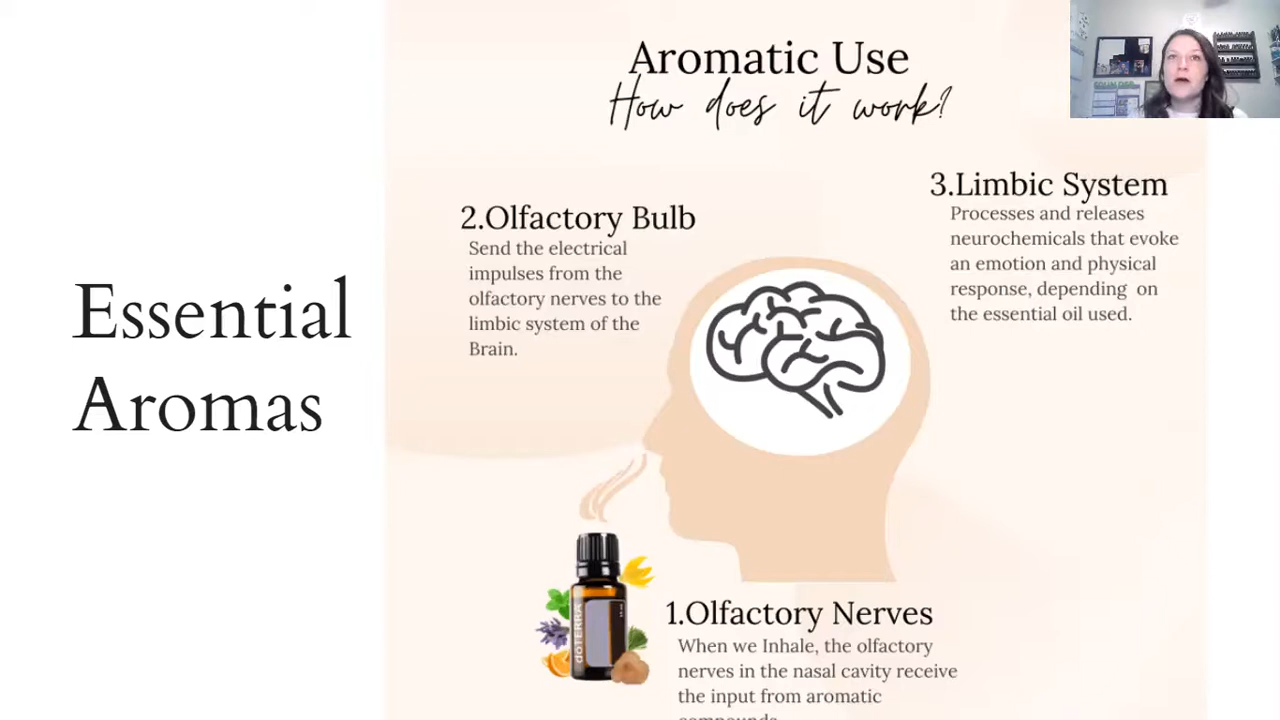 Aromatic Use
How does it work?
3.Limbic System
Processes and releases
neurochemicals that evoke
an emotion and physical
response, depending on
the essential oil used.
2.Olfactory Bulb
Send the electrical
impulses from the
olfactory nerves to the
limbic system of the
Brain.
Essential
Aromas
dōTERRA
1.Olfactory Nerves
When we Inhale, the olfactory
nerves in the nasal cavity receive
the input from aromatic
compounds.